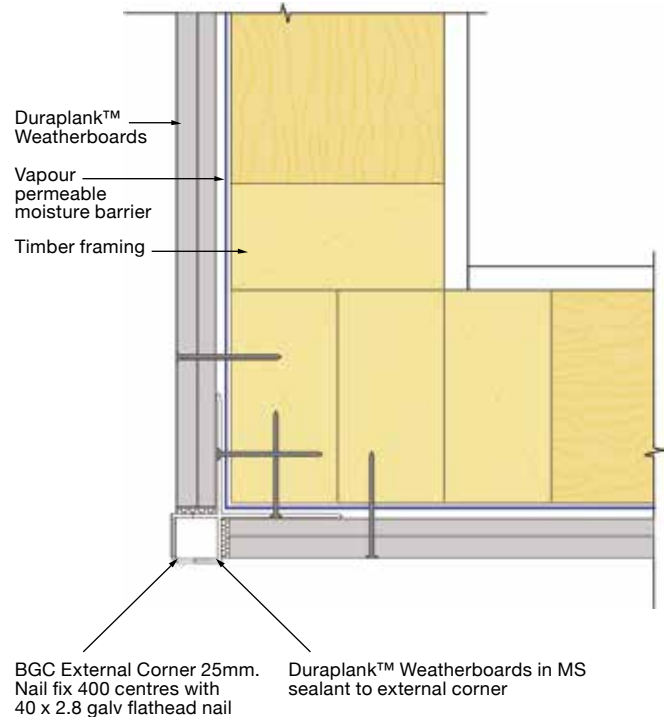 Duraplank™
Weatherboards
Vapour
permeable
moisture barrier
Timber framing
BGC External Corner 25mm.
Nail fix 400 centres with
40 x 2.8 galv flathead nail
Duraplank™ Weatherboards in MS
sealant to external corner